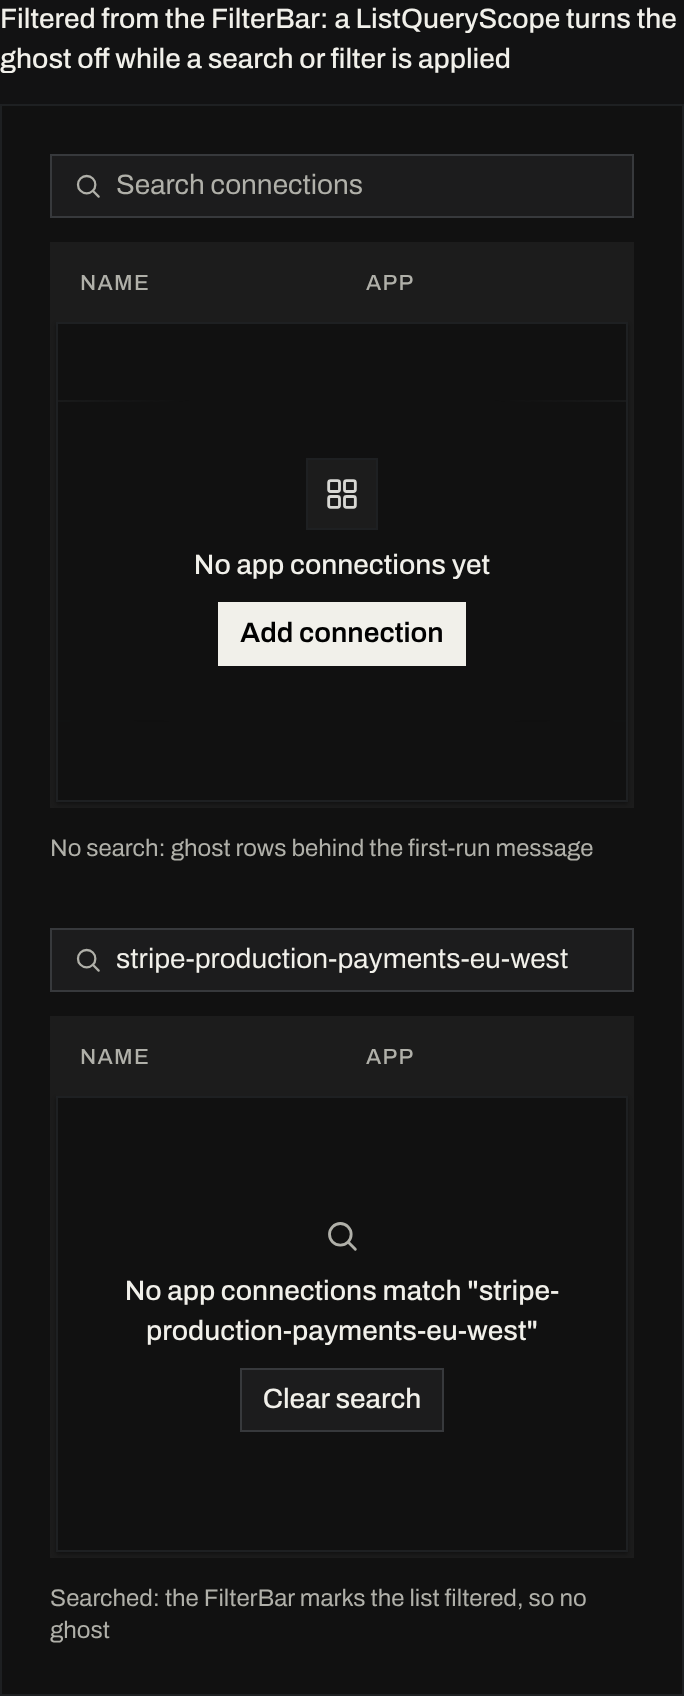 Filtered from the FilterBar: a ListQueryScope turns the
ghost off while a search or filter is applied
Search connections
NAME APP
No app connections yet
Add connection
No search: ghost rows behind the first-run message
stripe-production-payments-eu-west
NAME APP
No app connections match "stripe-
production-payments-eu-west"
Clear search
Searched: the FilterBar marks the list filtered, so no
ghost